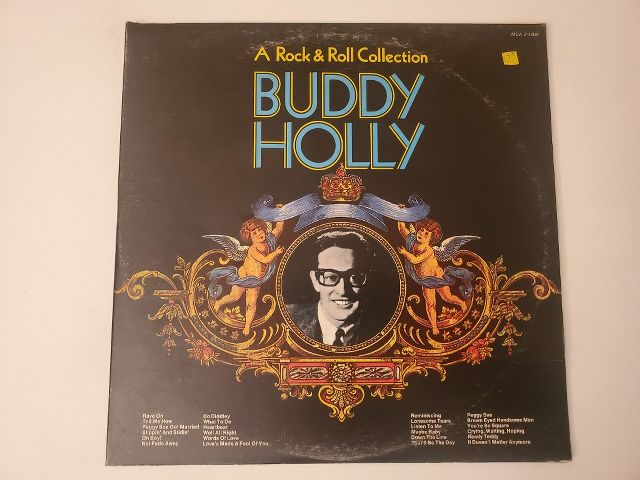 A Rock & Roll Collection
BUDDY
HOLLY
Rave On
Tell Me How
Peggy Sue Got Married
Slippin' And Slidin'
Oh Boy!
Not Fade Away
Bo Diddley
What To Do
Heartbeat
Well All Right
Words Of Love
Love's Made A Fool Of You
Reminiscing
Lonesome Tears
Listen To Me
Maybe Baby
Down The Line
That'll Be The Day
Peggy Sue
Brown Eyed Handsome Man
You're So Square
Crying, Waiting, Hoping
Ready Teddy
It Doesn't Matter Anymore